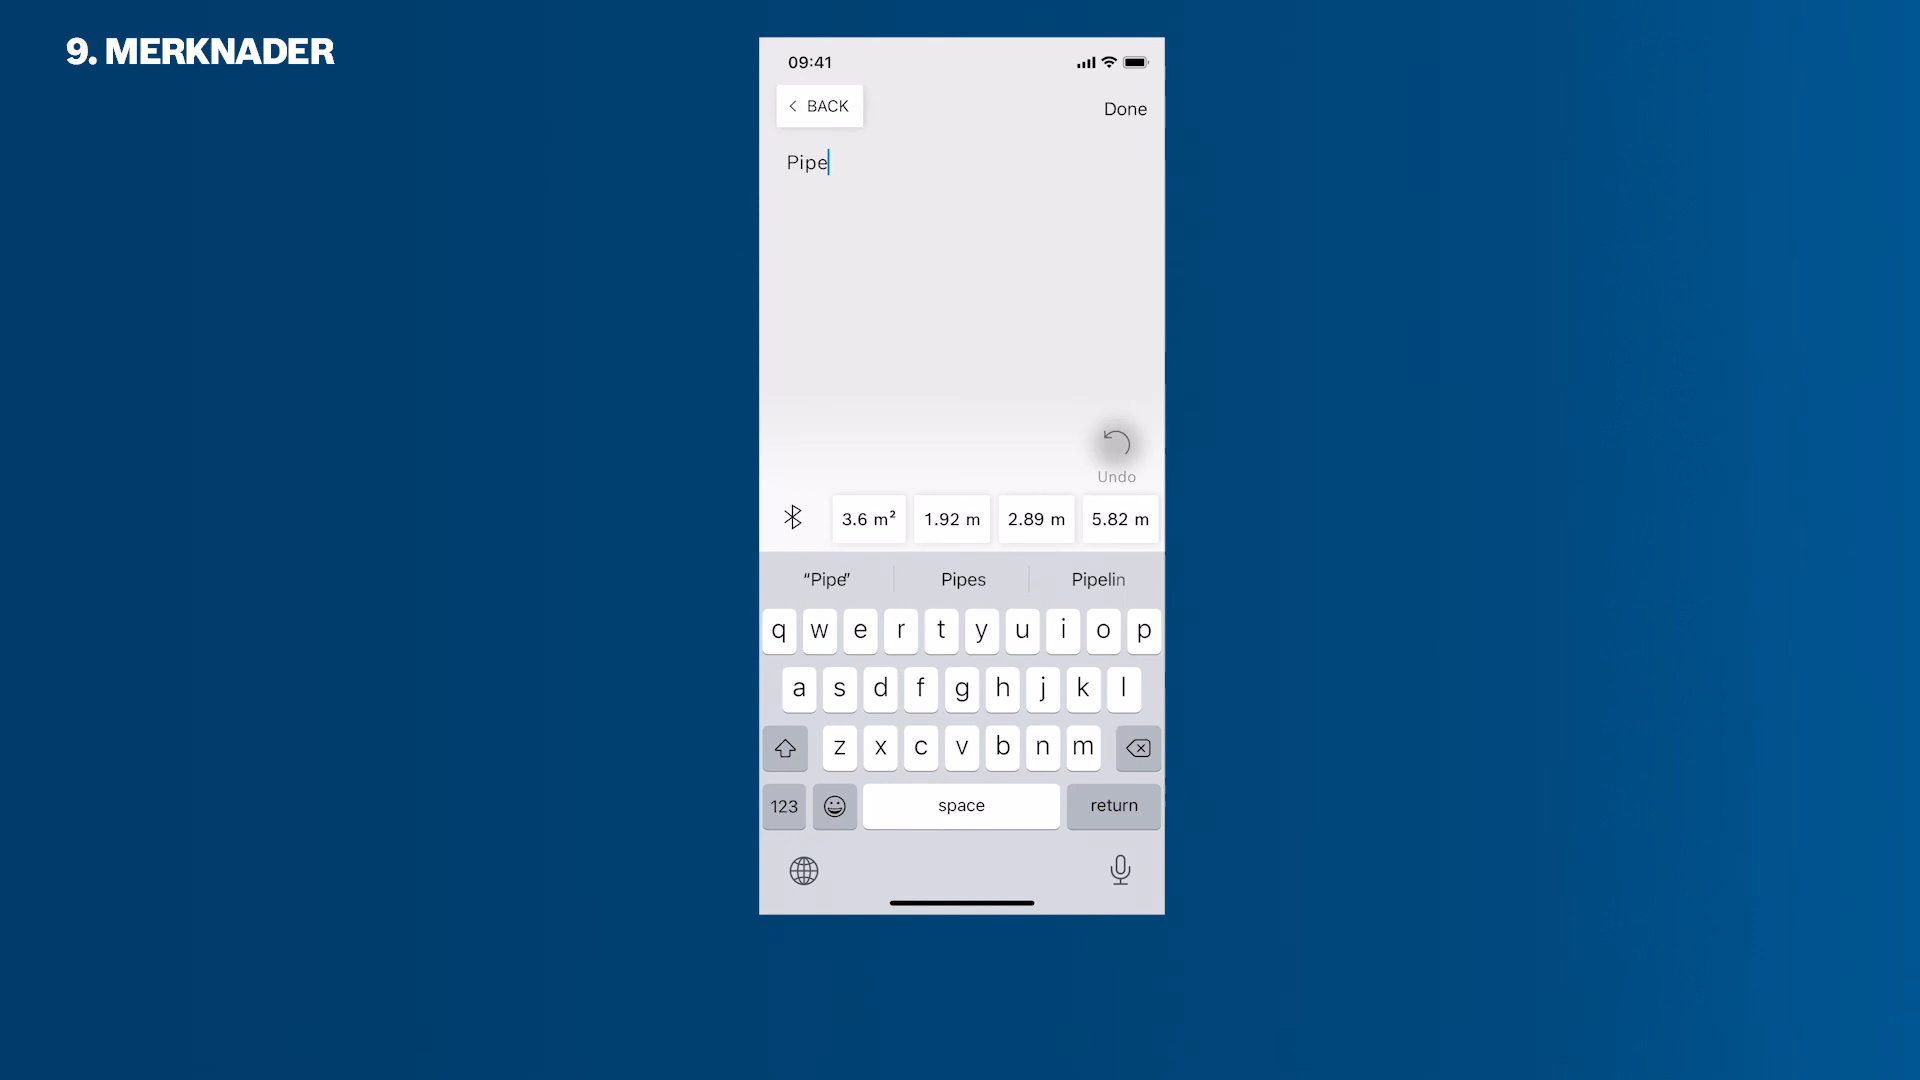 9. MERKNADER
09:41
BACK
Done
Pipe
Undo
3.6 m² 1.92 m 2.89 m 5.82 m
“Pipe” Pipes Pipelin
q w e r t y u i o p
a s d f g h j k l
z x c v b n m
123 space return